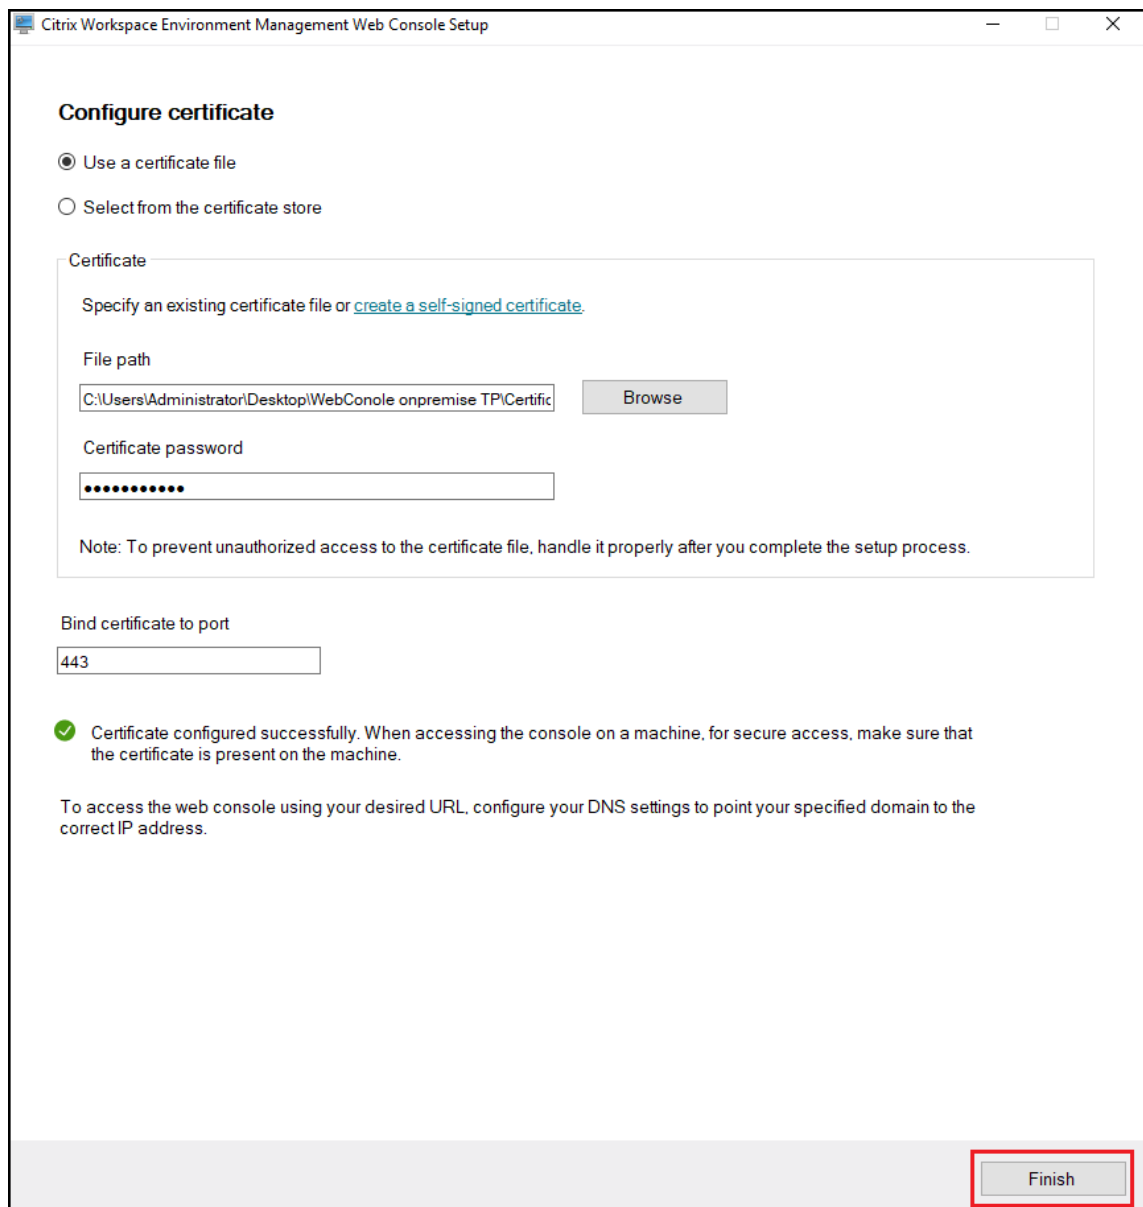 Citrix Workspace Environment Management Web Console Setup
Configure certificate
Use a certificate file
Select from the certificate store
Certificate
Specify an existing certificate file or create a self-signed certificate.
File path
C:\Users\Administrator\Desktop\WebConole onpremise TP\Certific
Browse
Certificate password
•••••••••••
Note: To prevent unauthorized access to the certificate file, handle it properly after you complete the setup process.
Bind certificate to port
443
Certificate configured successfully. When accessing the console on a machine, for secure access, make sure that
the certificate is present on the machine.
To access the web console using your desired URL, configure your DNS settings to point your specified domain to the
correct IP address.
Finish